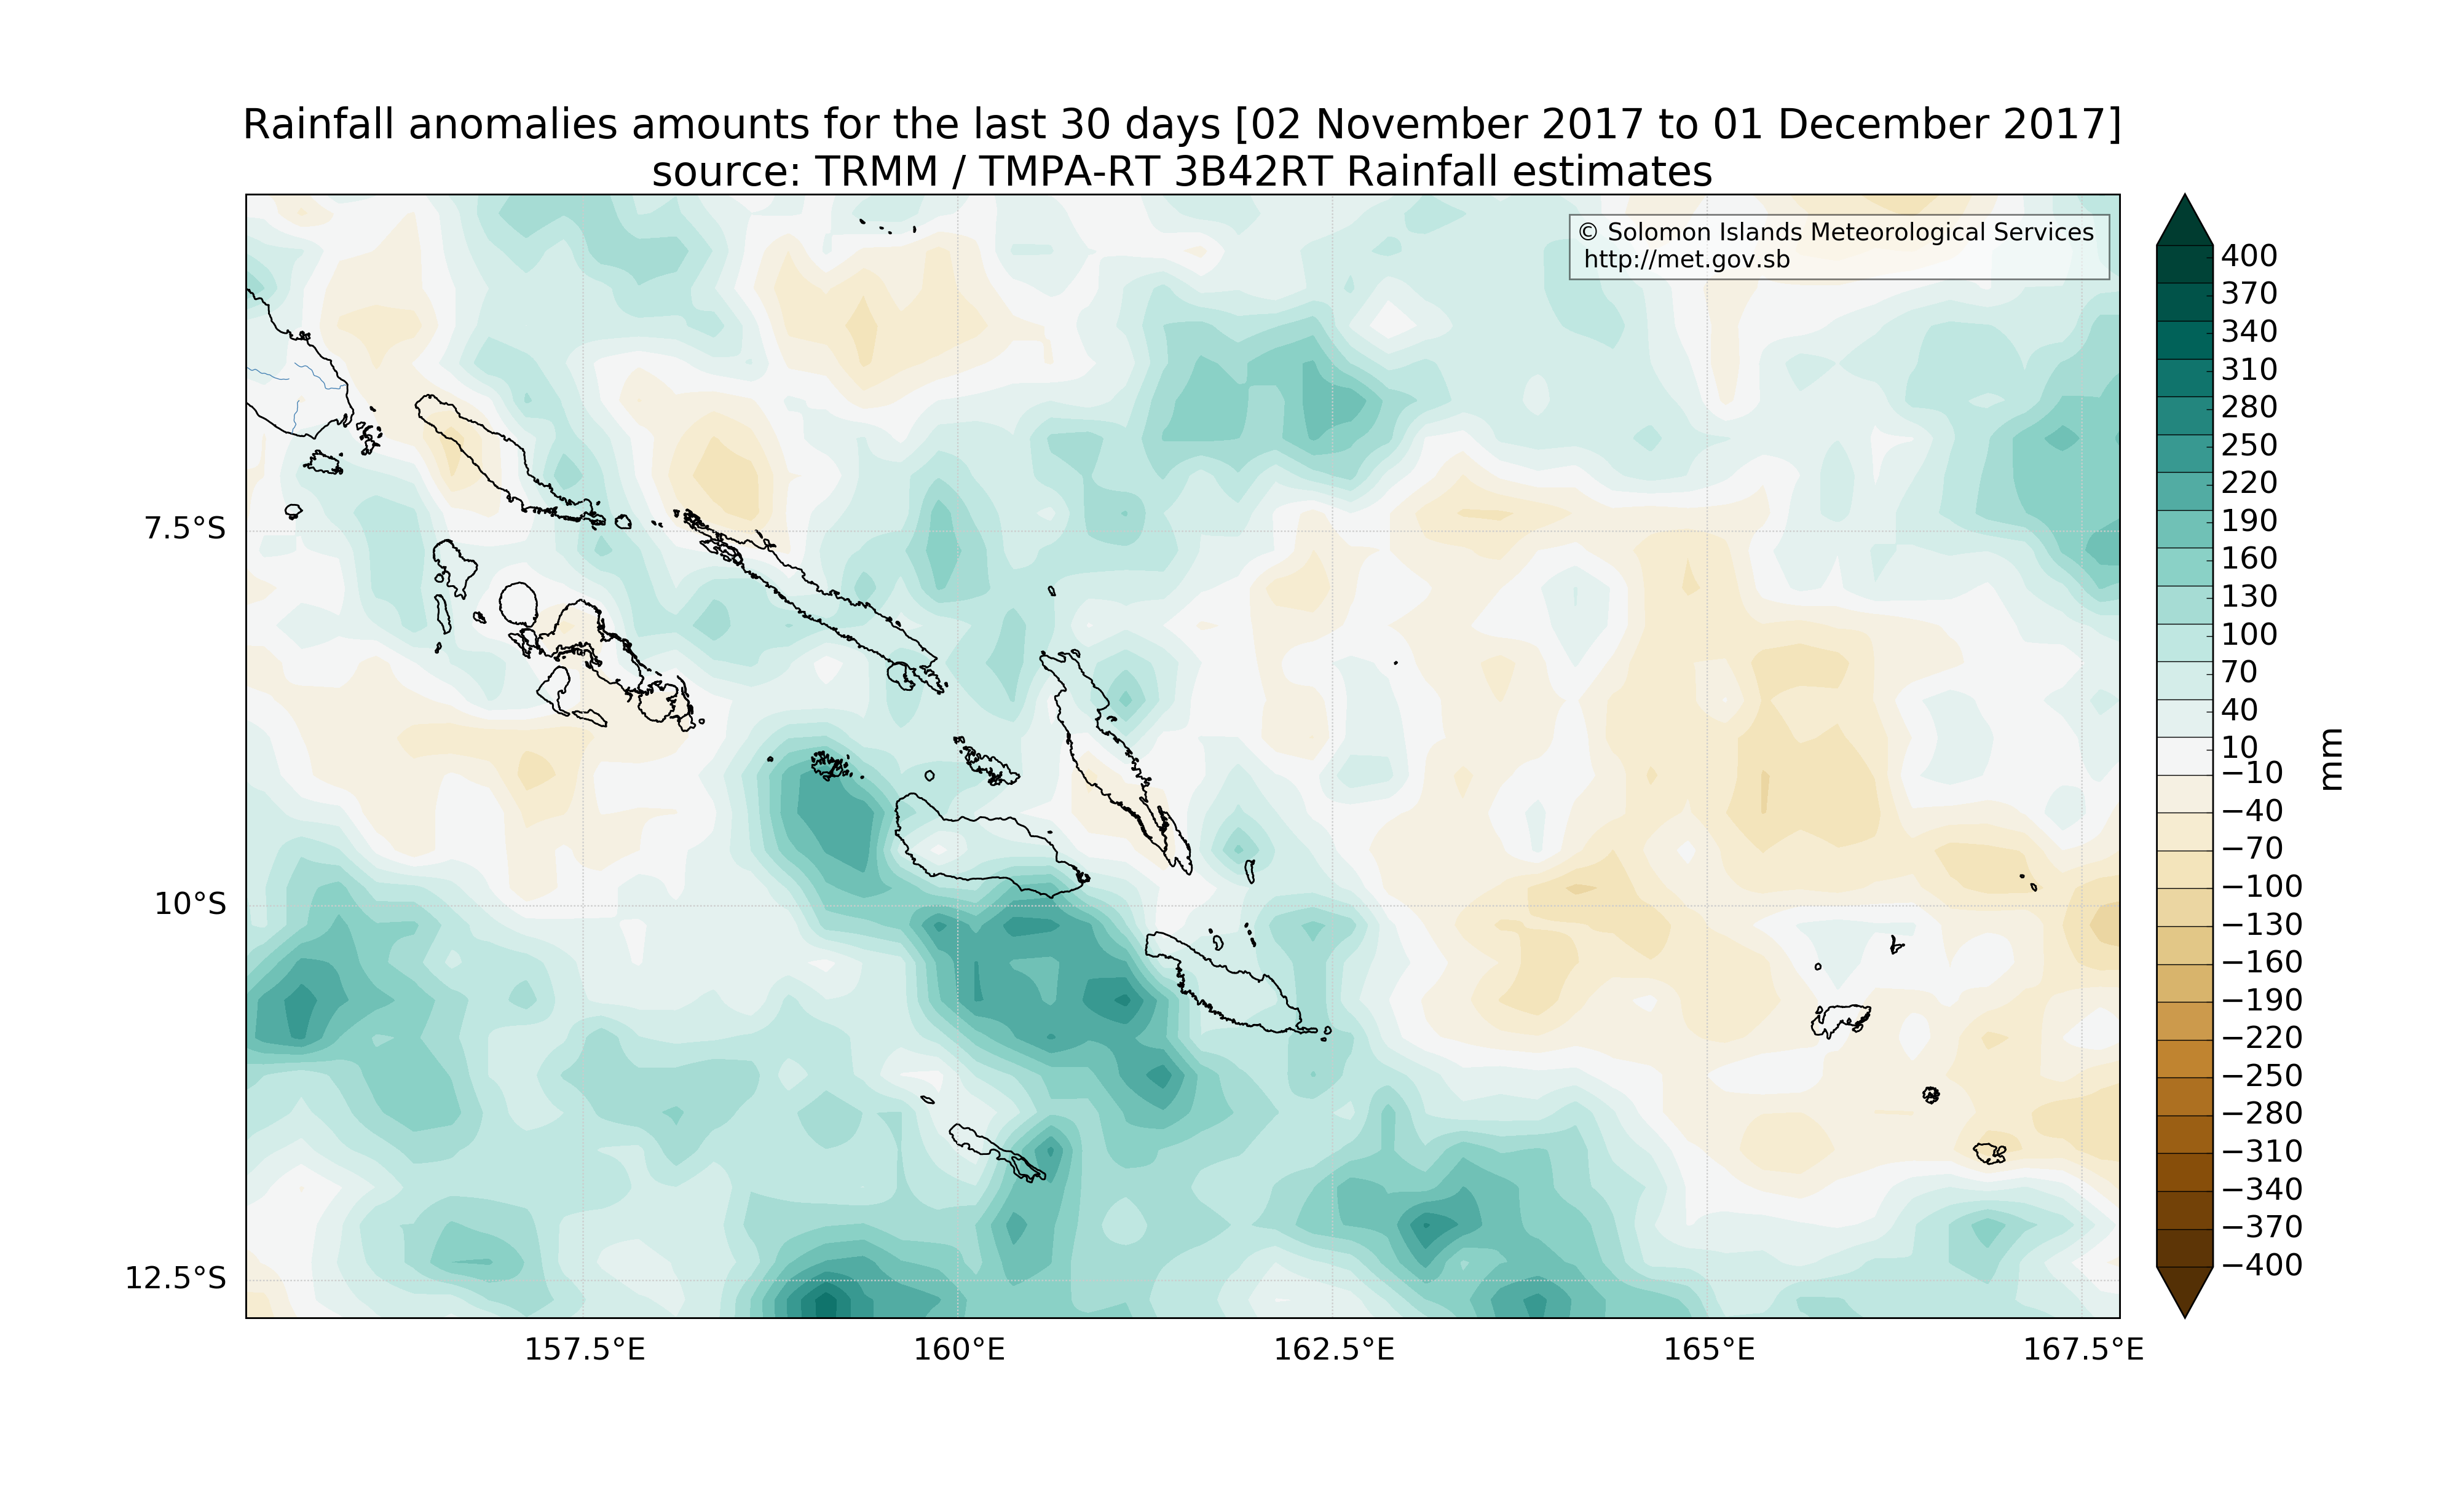 Rainfall anomalies amounts for the last 30 days [02 November 2017 to 01 December 2017]
source: TRMM / TMPA-RT 3B42RT Rainfall estimates
© Solomon Islands Meteorological Services
http://met.gov.sb
7.5°S
10°S
12.5°S
157.5°E
160°E
162.5°E
165°E
167.5°E
400
370
340
310
280
250
220
190
160
130
100
70
40
10
−10
−40
−70
−100
−130
−160
−190
−220
−250
−280
−310
−340
−370
−400
mm